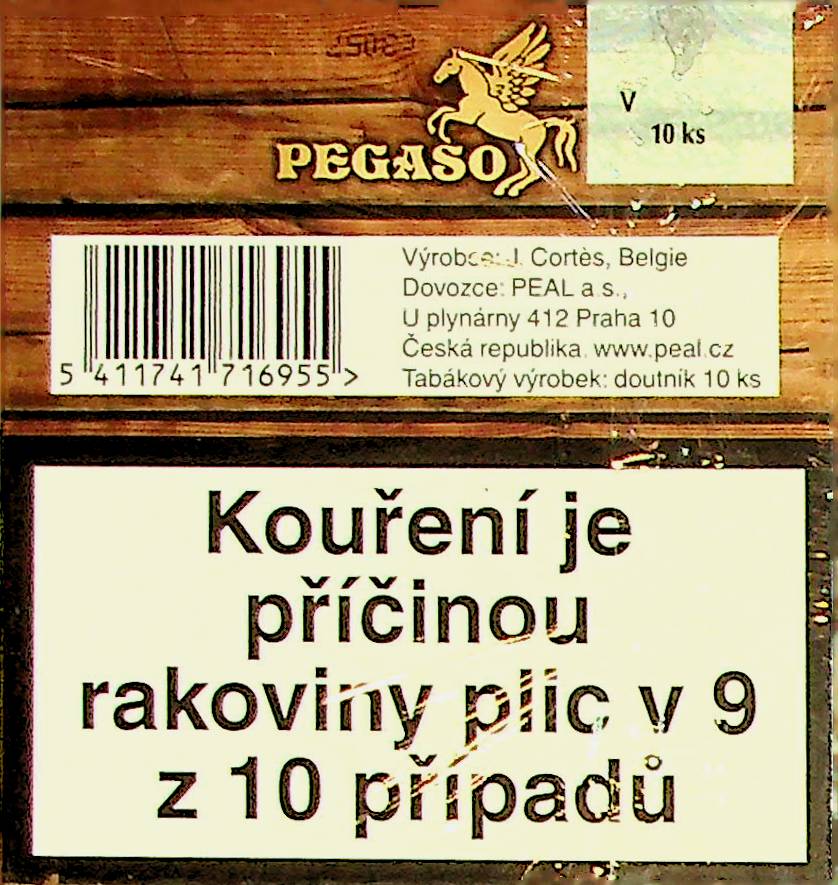 PEGASO
V
10 ks
Výrobce: J. Cortès, Belgie
Dovozce: PEAL a.s.,
U plynárny 412 Praha 10
Česká republika. www.peal.cz
Tabákový výrobek: doutník 10 ks
5 411741 716955 >
Kouření je
příčinou
rakoviny plic v 9
z 10 případů